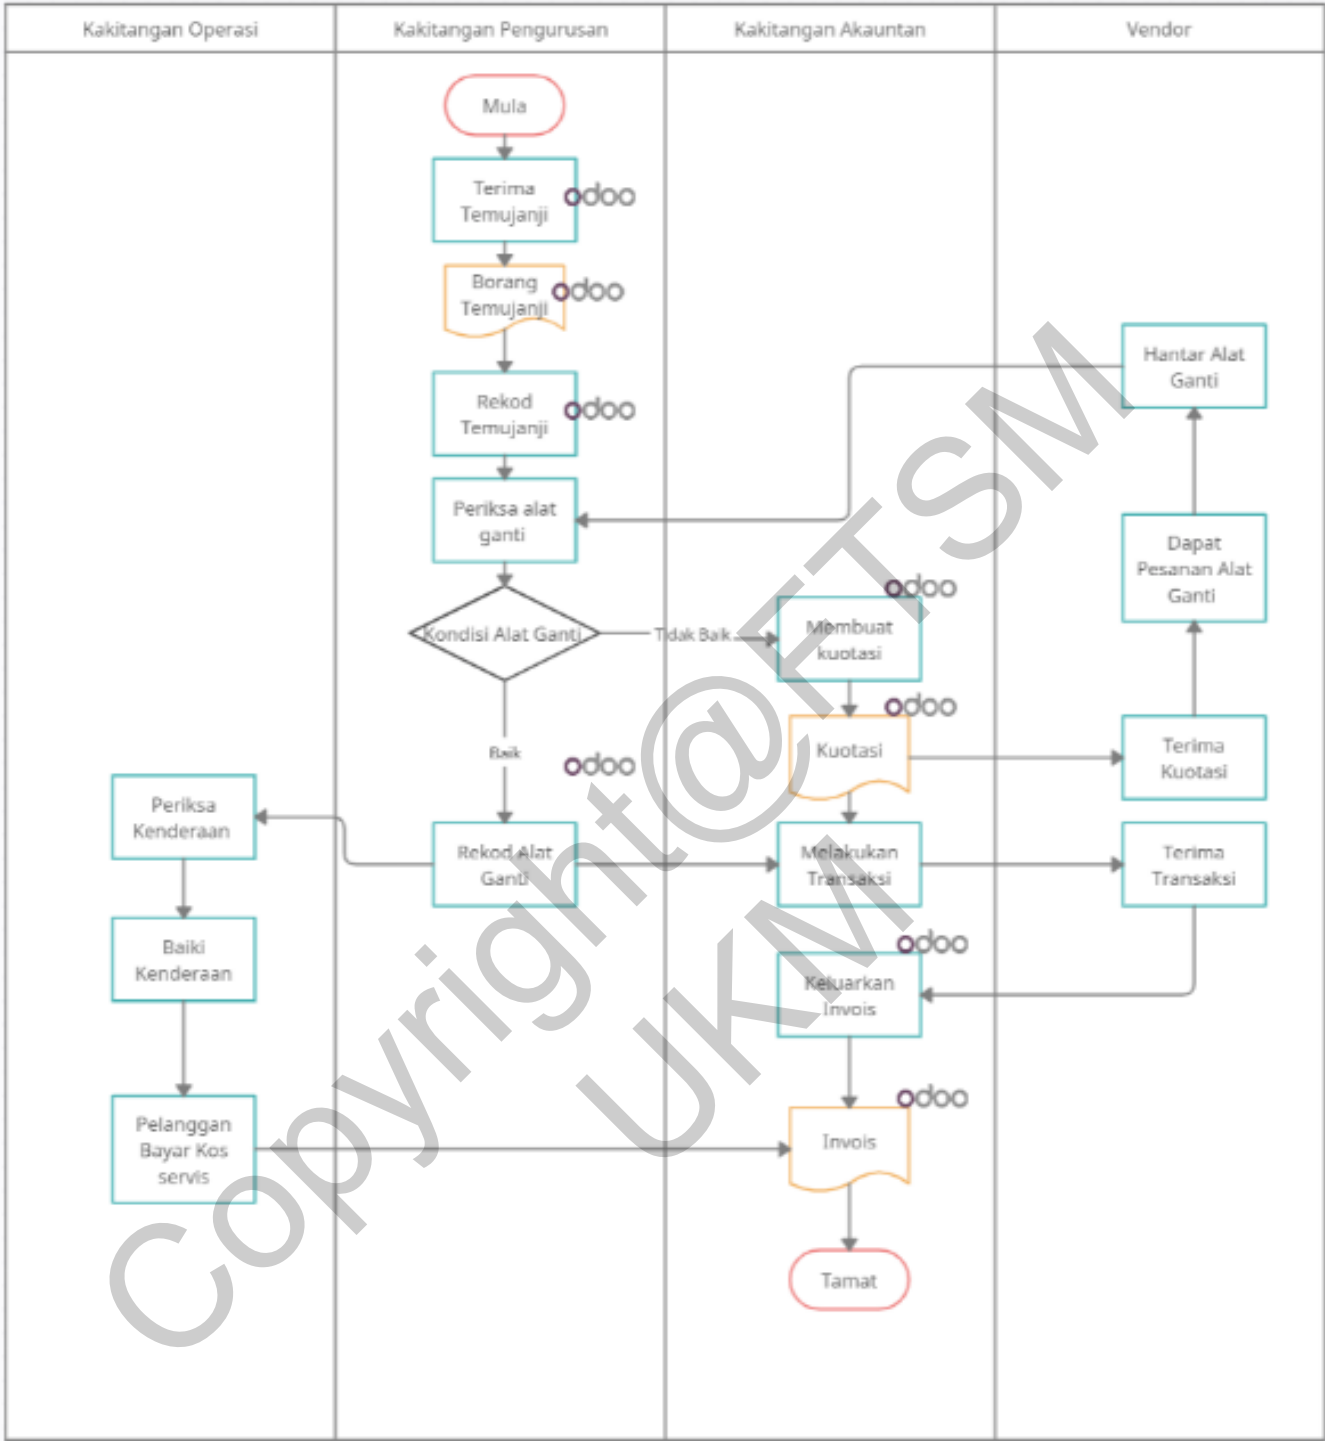 Kakitangan Operasi
Kakitangan Pengurusan
Kakitangan Akauntan
Vendor
Mula
Terima
Temujanji
odoo
Borang
Temujanji
odoo
Rekod
Temujanji
odoo
Periksa alat
ganti
Kondisi Alat Ganti
Tidak Baik
Baik
odoo
Rekod Alat
Ganti
Periksa
Kenderaan
Baiki
Kenderaan
Pelanggan
Bayar Kos
servis
odoo
Membuat
kuotasi
odoo
Kuotasi
Melakukan
Transaksi
odoo
Keluarkan
Invois
odoo
Invois
Tamat
Hantar Alat
Ganti
Dapat
Pesanan Alat
Ganti
Terima
Kuotasi
Terima
Transaksi
Copyright@FTSM
UKM